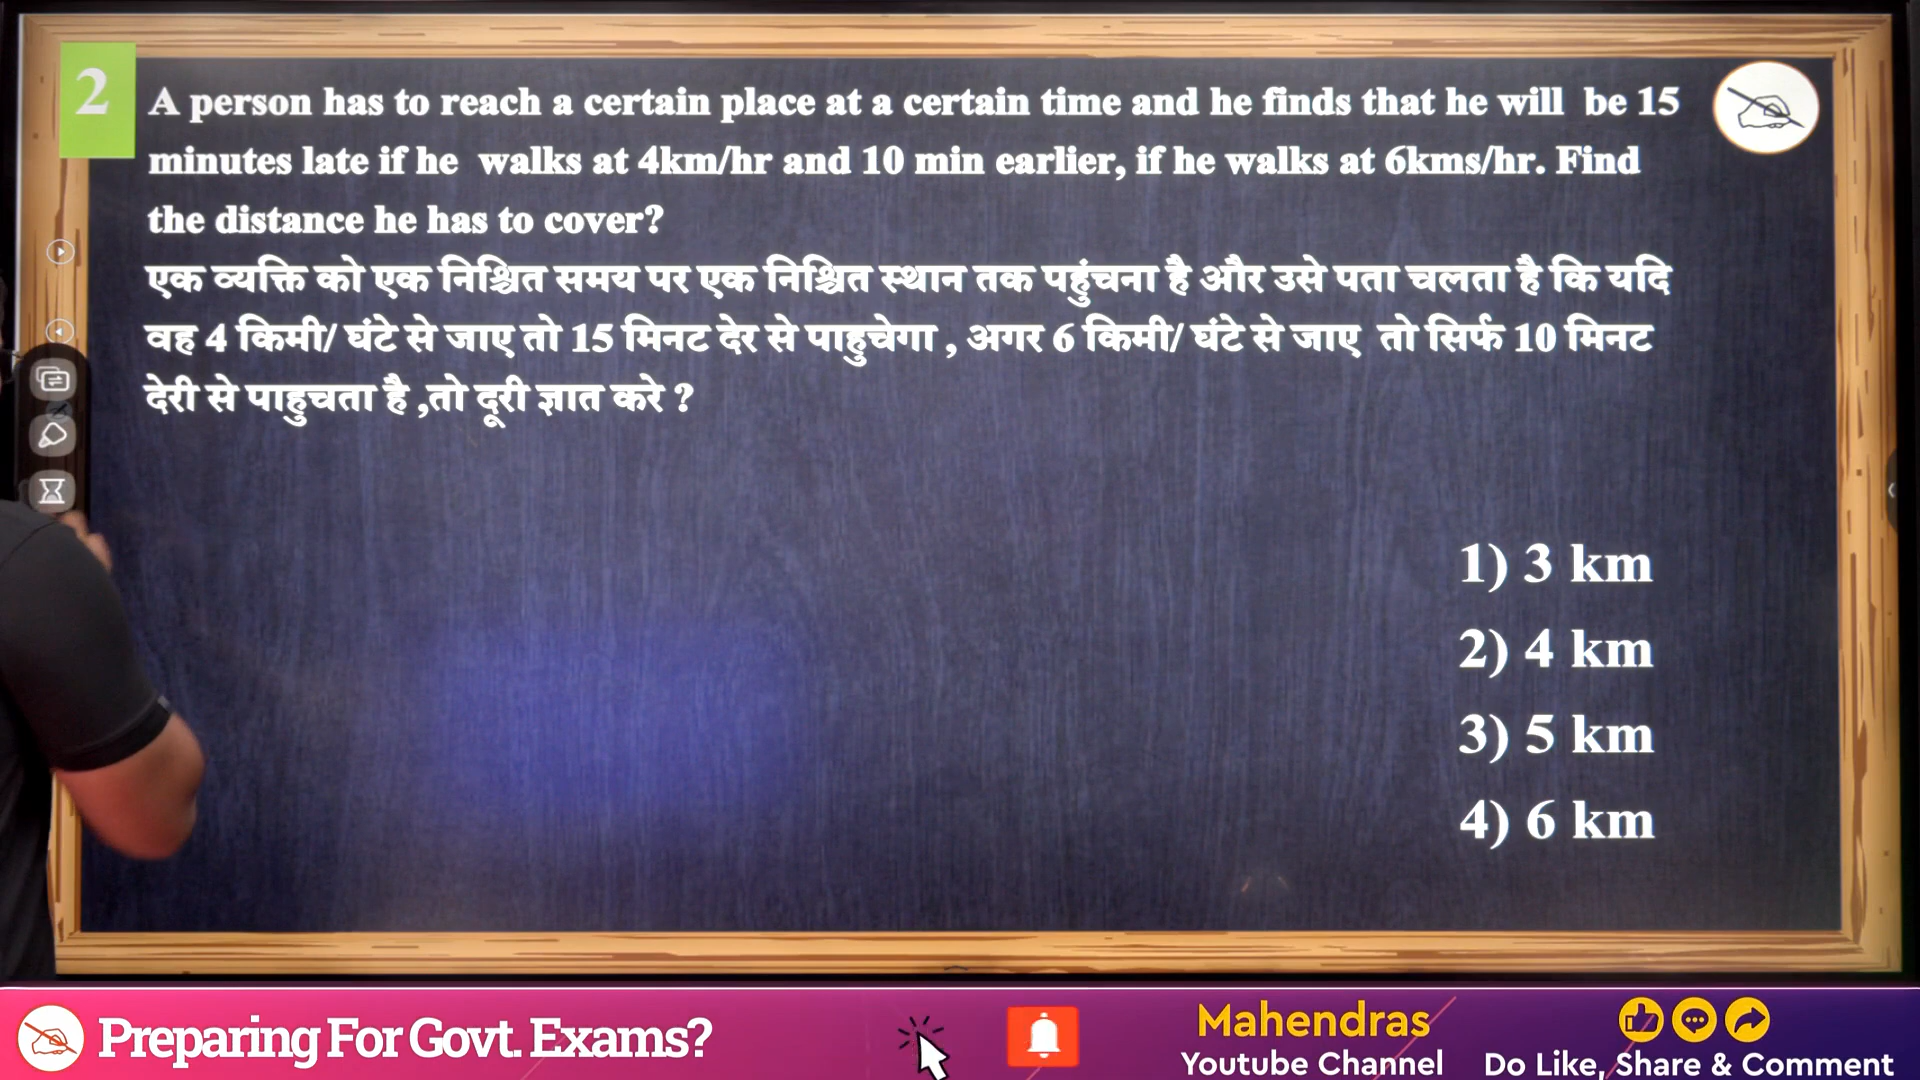 2
A person has to reach a certain place at a certain time and he finds that he will be 15
minutes late if he walks at 4km/hr and 10 min earlier, if he walks at 6kms/hr. Find
the distance he has to cover?
एक व्यक्ति को एक निश्चित समय पर एक निश्चित स्थान तक पहुंचना है और उसे पता चलता है कि यदि
वह 4 किमी/ घंटे से जाए तो 15 मिनट देर से पाहुचेगा , अगर 6 किमी/ घंटे से जाए तो सिर्फ 10 मिनट
देरी से पाहुचता है ,तो दूरी ज्ञात करे ?
1) 3 km
2) 4 km
3) 5 km
4) 6 km
Preparing For Govt. Exams?
Mahendras
Youtube Channel
Do Like, Share & Comment